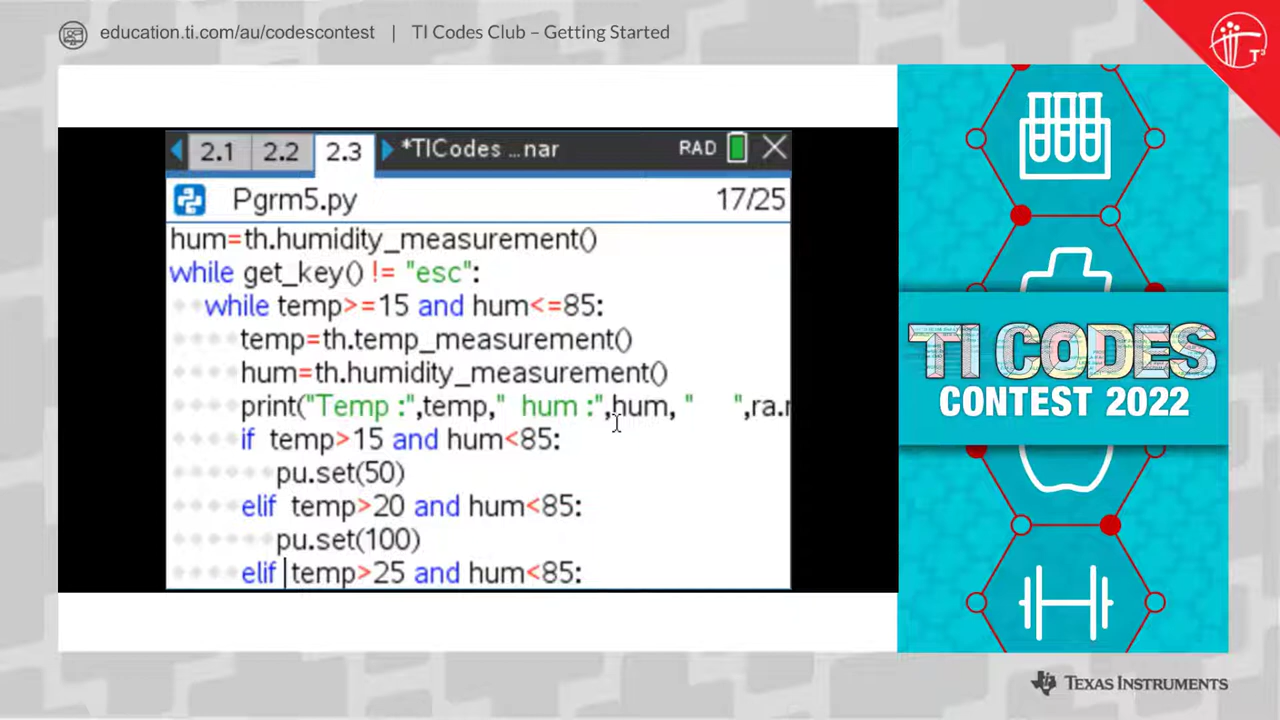 education.ti.com/au/codescontest | TI Codes Club – Getting Started
T³
2.1 2.2 2.3 *TICodes ...nar RAD
Pgrm5.py 17/25
hum=th.humidity_measurement()
while get_key() != "esc":
while temp>=15 and hum<=85:
temp=th.temp_measurement()
hum=th.humidity_measurement()
print("Temp :",temp," hum :",hum, "    ",ra.
if temp>15 and hum<85:
pu.set(50)
elif temp>20 and hum<85:
pu.set(100)
elif temp>25 and hum<85:
TI CODES
CONTEST 2022
TEXAS INSTRUMENTS